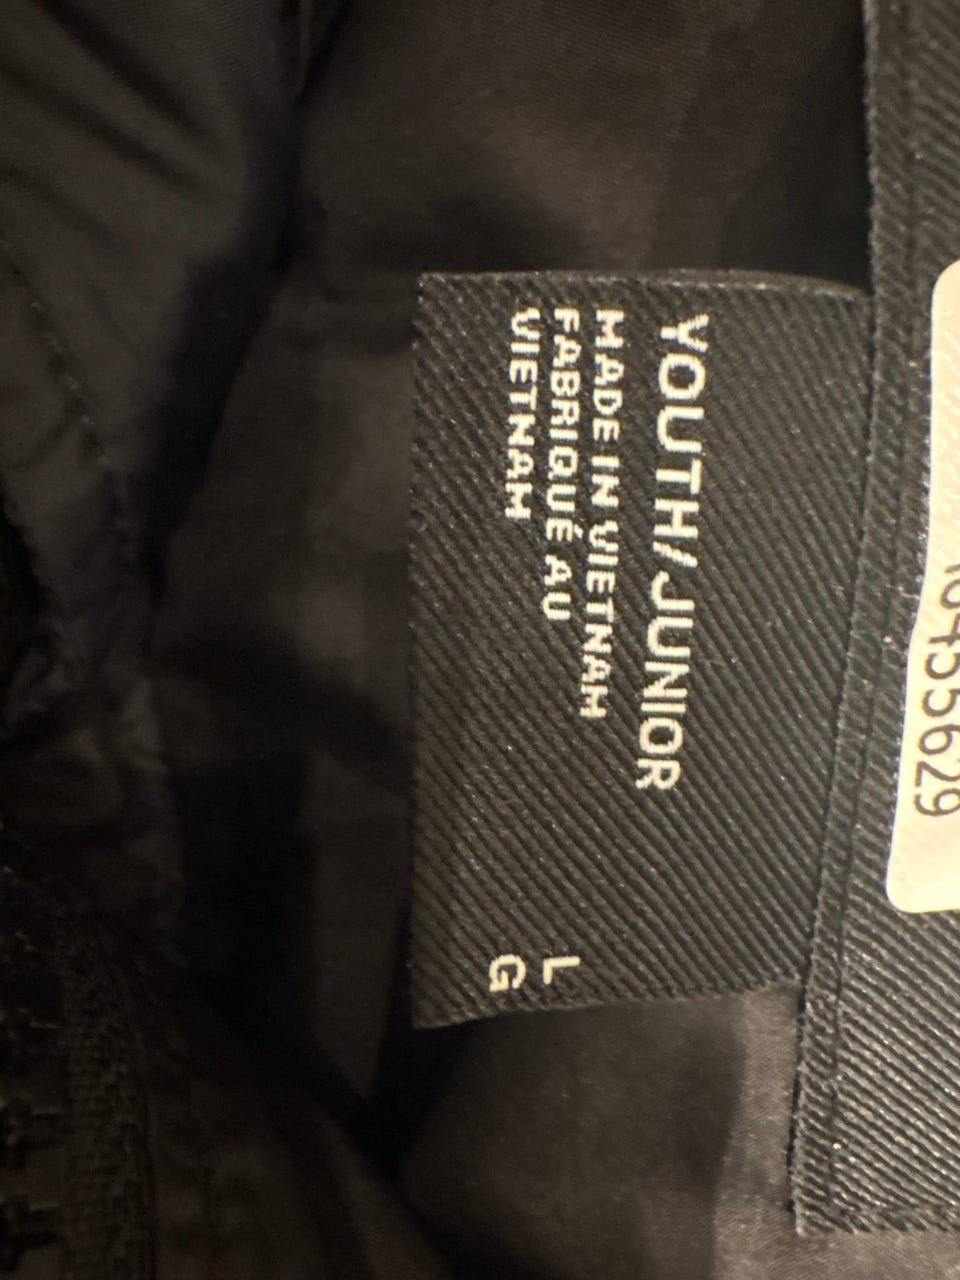 YOUTH/JUNIOR
MADE IN VIETNAM
FABRIQUÉ AU
VIETNAM
L
G